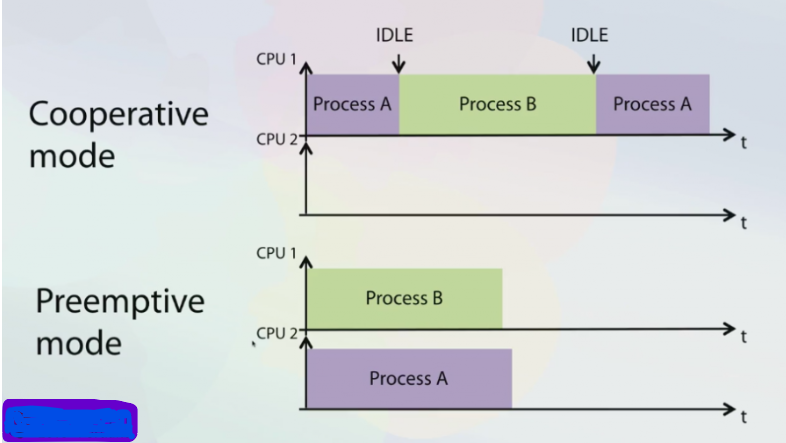 IDLE
IDLE
CPU 1
Cooperative
mode
Process A
Process B
Process A
t
CPU 2
t
CPU 1
Preemptive
mode
Process B
t
CPU 2
Process A
t